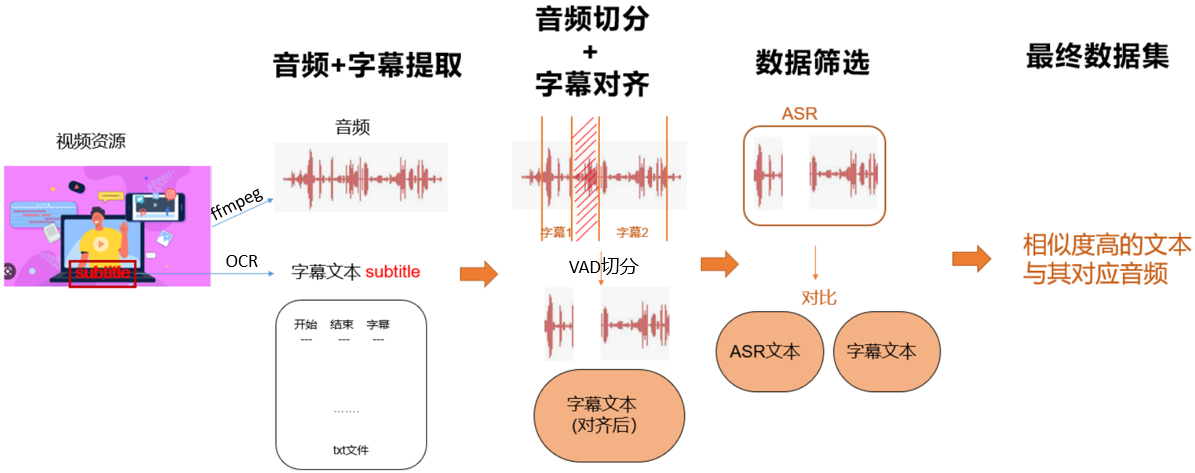 音频+字幕提取
音频切分
+
字幕对齐
数据筛选
最终数据集
视频资源
subtitle
ffmpeg
OCR
音频
字幕文本 subtitle
开始 结束 字幕
--- --- ---
.......
txt文件
字幕1 字幕2
VAD切分
字幕文本
(对齐后)
ASR
对比
ASR文本
字幕文本
相似度高的文本
与其对应音频